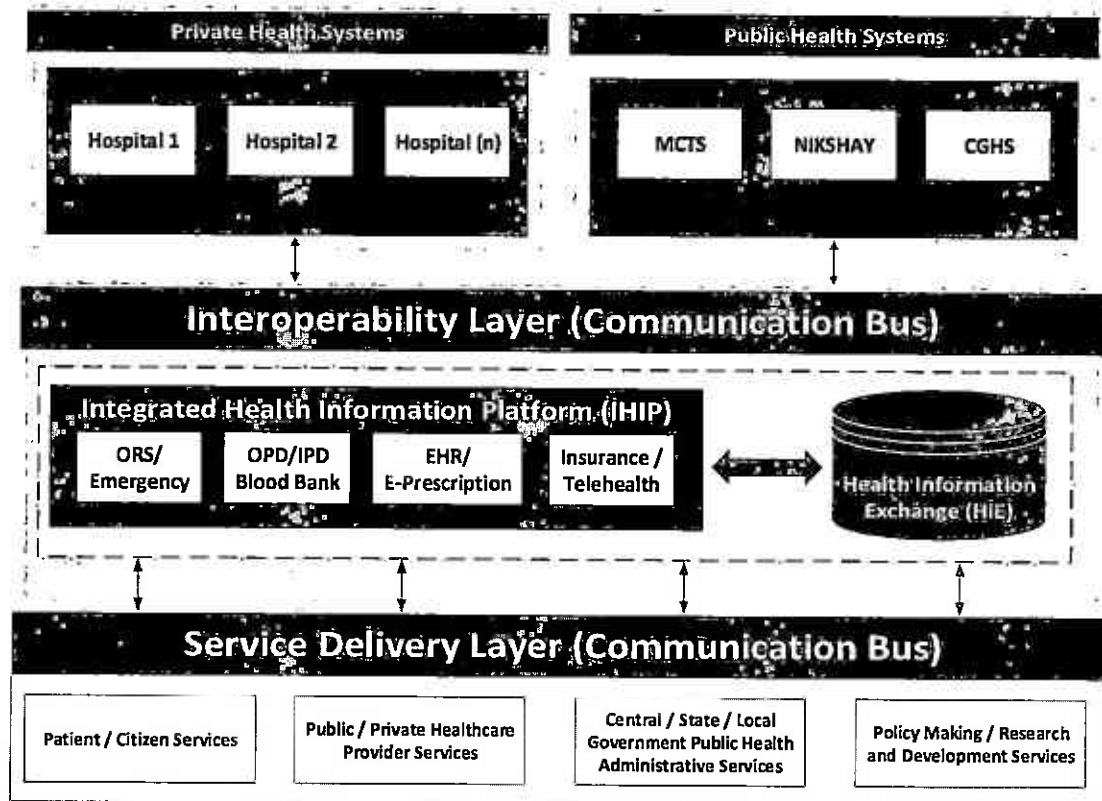 Private Health Systems
Public Health Systems
Hospital 1
Hospital 2
Hospital (n)
MCTS
NIKSHAY
CGHS
Interoperability Layer (Communication Bus)
Integrated Health Information Platform (IHIP)
ORS/
Emergency
OPD/IPD
Blood Bank
EHR/
E-Prescription
Insurance /
Telehealth
Health Information
Exchange (HIE)
Service Delivery Layer (Communication Bus)
Patient / Citizen Services
Public / Private Healthcare
Provider Services
Central / State / Local
Government Public Health
Administrative Services
Policy Making / Research
and Development Services